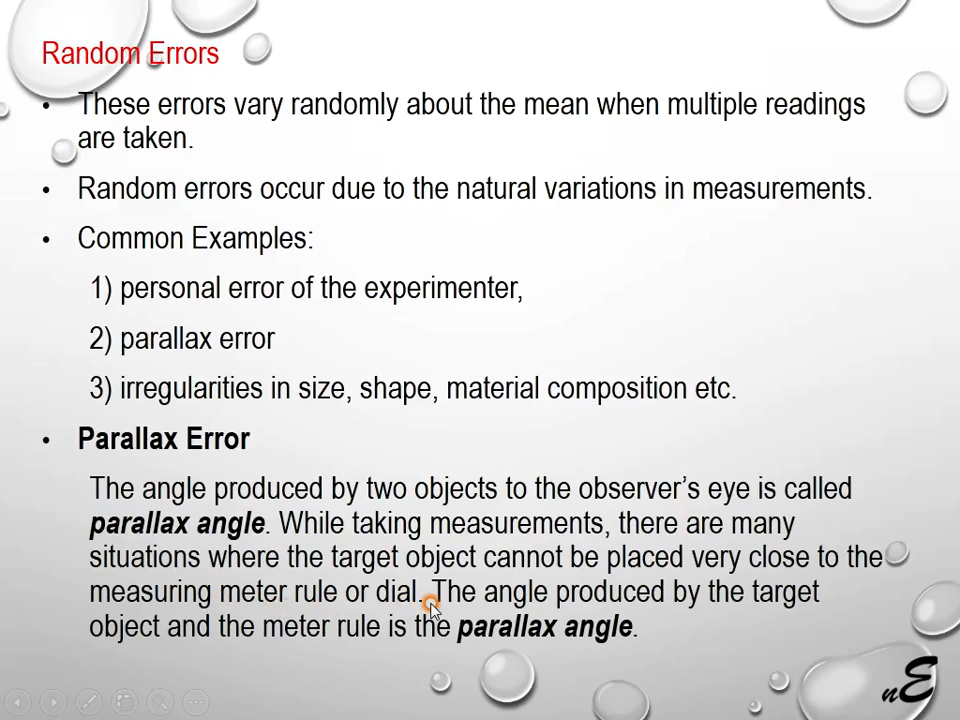 Random Errors
• These errors vary randomly about the mean when multiple readings
are taken.
• Random errors occur due to the natural variations in measurements.
• Common Examples:
1) personal error of the experimenter,
2) parallax error
3) irregularities in size, shape, material composition etc.
• Parallax Error
The angle produced by two objects to the observer’s eye is called
parallax angle. While taking measurements, there are many
situations where the target object cannot be placed very close to the
measuring meter rule or dial. The angle produced by the target
object and the meter rule is the parallax angle.
nE